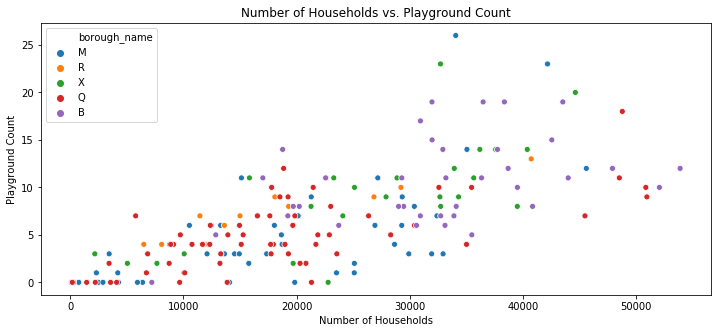 Number of Households vs. Playground Count
borough_name
M
R
X
Q
B
25
20
15
10
5
0
Playground Count
0 10000 20000 30000 40000 50000
Number of Households